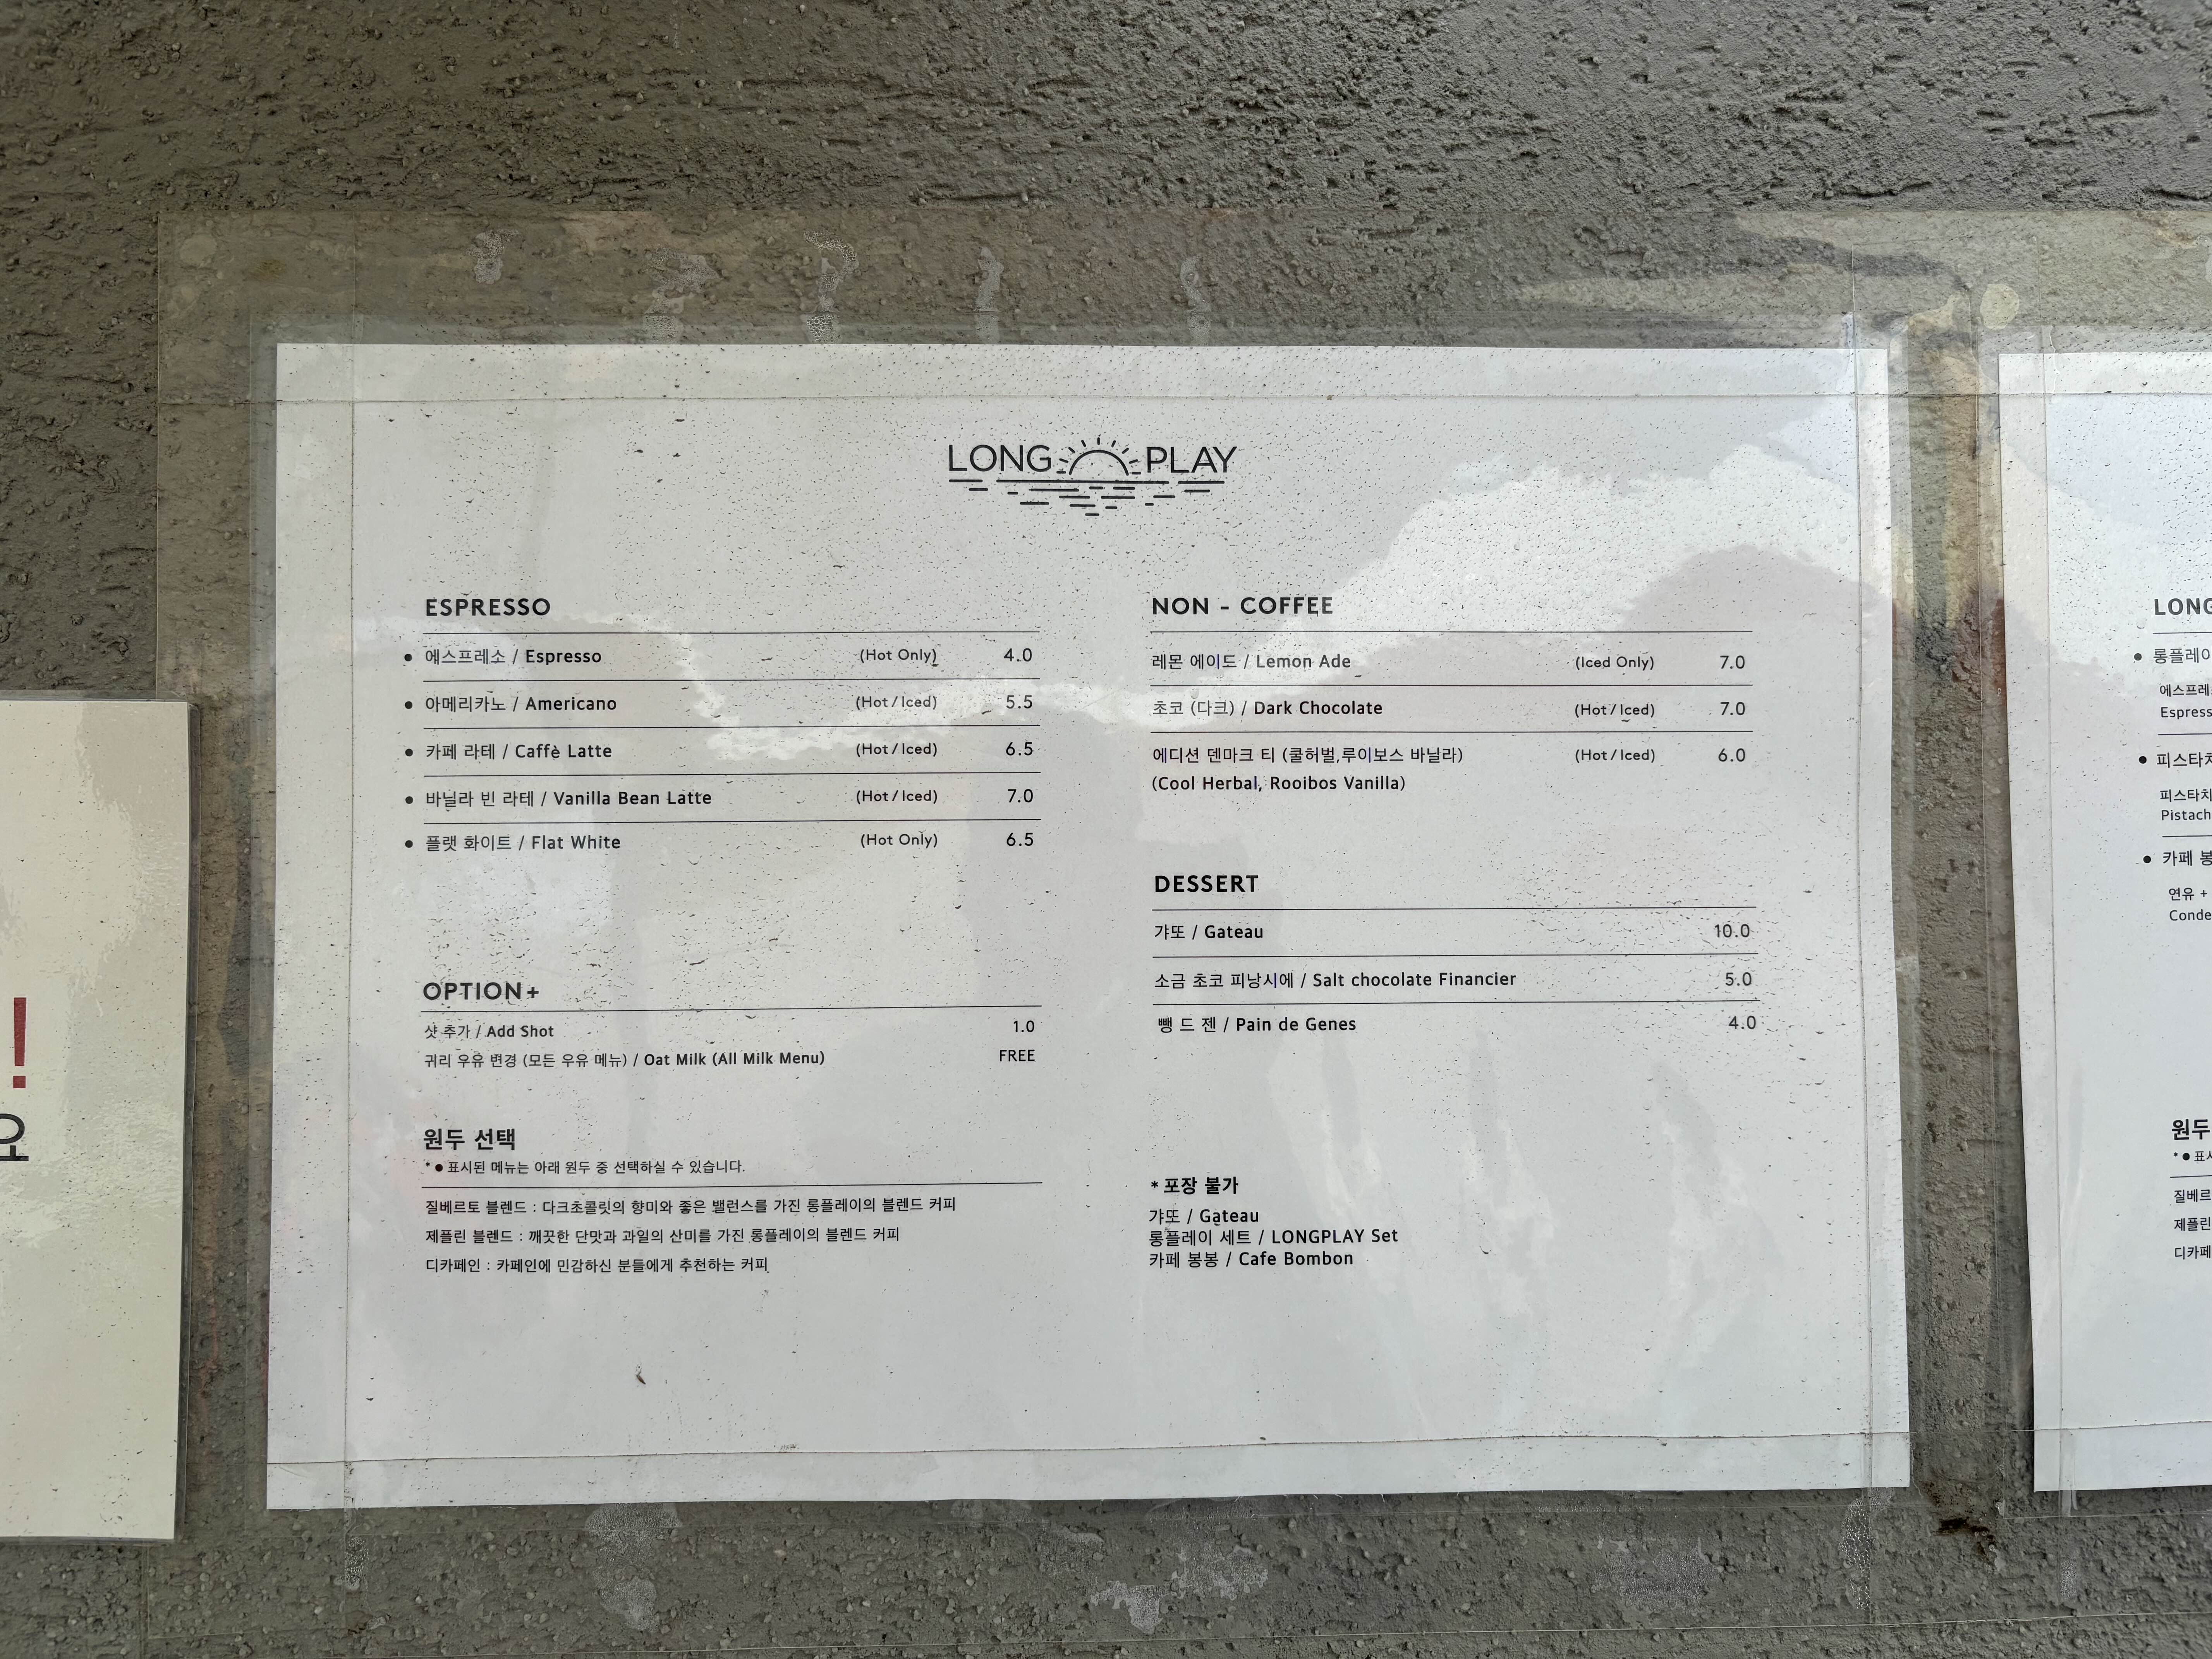 LONG PLAY
ESPRESSO
● 에스프레소 / Espresso (Hot Only) 4.0
● 아메리카노 / Americano (Hot / Iced) 5.5
● 카페 라테 / Caffè Latte (Hot / Iced) 6.5
● 바닐라 빈 라테 / Vanilla Bean Latte (Hot / Iced) 7.0
● 플랫 화이트 / Flat White (Hot Only) 6.5
OPTION+
샷 추가 / Add Shot 1.0
귀리 우유 변경 (모든 우유 메뉴) / Oat Milk (All Milk Menu) FREE
원두 선택
* ● 표시된 메뉴는 아래 원두 중 선택하실 수 있습니다.
질베르토 블렌드 : 다크초콜릿의 향미와 좋은 밸런스를 가진 롱플레이의 블렌드 커피
제플린 블렌드 : 깨끗한 단맛과 과일의 산미를 가진 롱플레이의 블렌드 커피
디카페인 : 카페인에 민감하신 분들에게 추천하는 커피
NON - COFFEE
레몬 에이드 / Lemon Ade (Iced Only) 7.0
초코 (다크) / Dark Chocolate (Hot / Iced) 7.0
에디션 덴마크 티 (쿨허벌,루이보스 바닐라) (Hot / Iced) 6.0
(Cool Herbal, Rooibos Vanilla)
DESSERT
갸또 / Gateau 10.0
소금 초코 피낭시에 / Salt chocolate Financier 5.0
뺑 드 젠 / Pain de Genes 4.0
* 포장 불가
갸또 / Gateau
롱플레이 세트 / LONGPLAY Set
카페 봉봉 / Cafe Bombon
!
요
LONG
● 롱플레이
에스프레
Espress
● 피스타치
피스타치
Pistach
● 카페 봉
연유 +
Conde
원두
* ● 표시
질베르
제플린
디카페